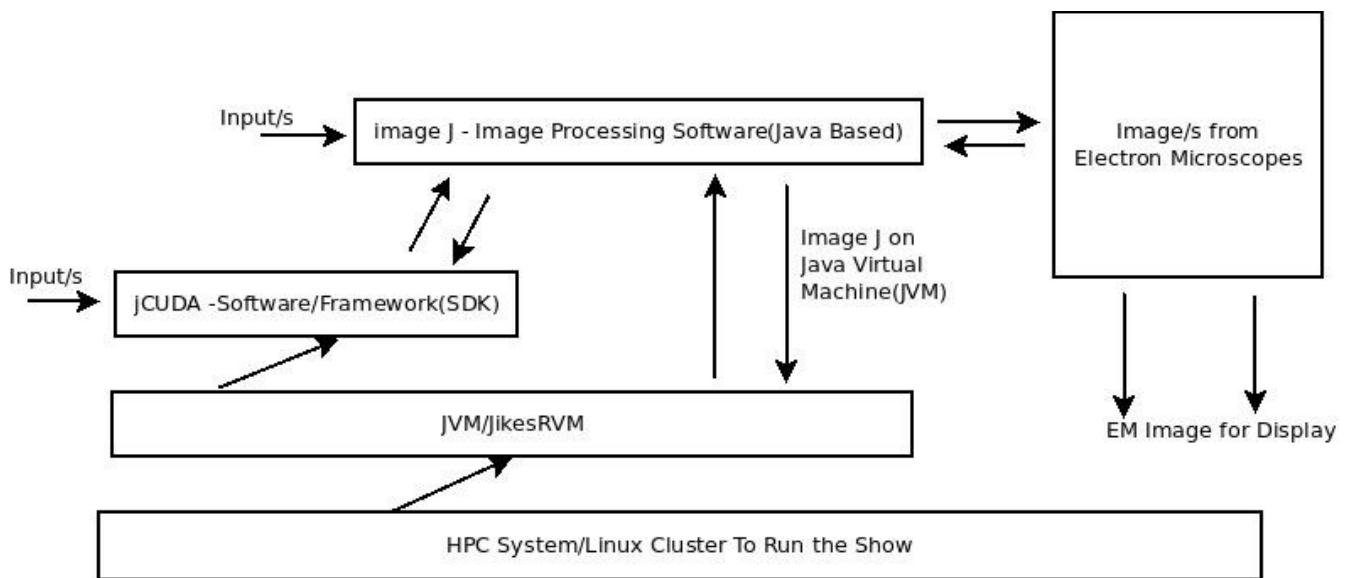 Input/s
image J - Image Processing Software(Java Based)
Image/s from
Electron Microscopes
Image J on
Java Virtual
Machine(JVM)
Input/s
jCUDA -Software/Framework(SDK)
JVM/JikesRVM
EM Image for Display
HPC System/Linux Cluster To Run the Show